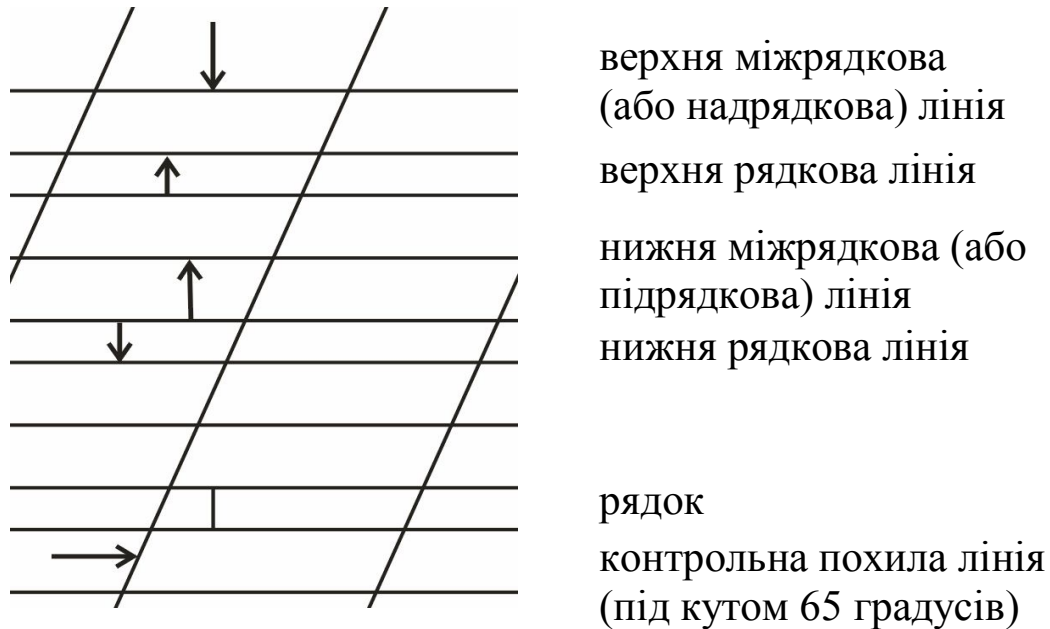 верхня міжрядкова
(або надрядкова) лінія
верхня рядкова лінія
нижня міжрядкова (або
підрядкова) лінія
нижня рядкова лінія
рядок
контрольна похила лінія
(під кутом 65 градусів)